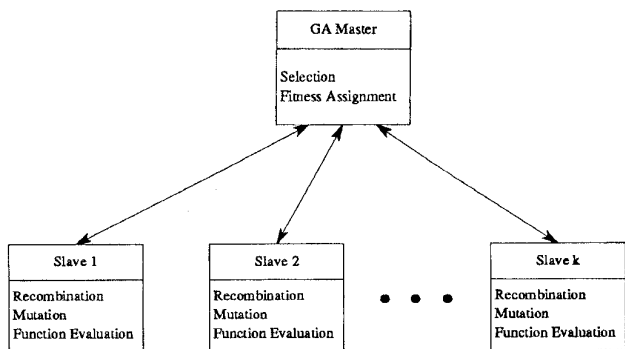 GA Master
Selection
Fitness Assignment
Slave 1
Recombination
Mutation
Function Evaluation
Slave 2
Recombination
Mutation
Function Evaluation
Slave k
Recombination
Mutation
Function Evaluation